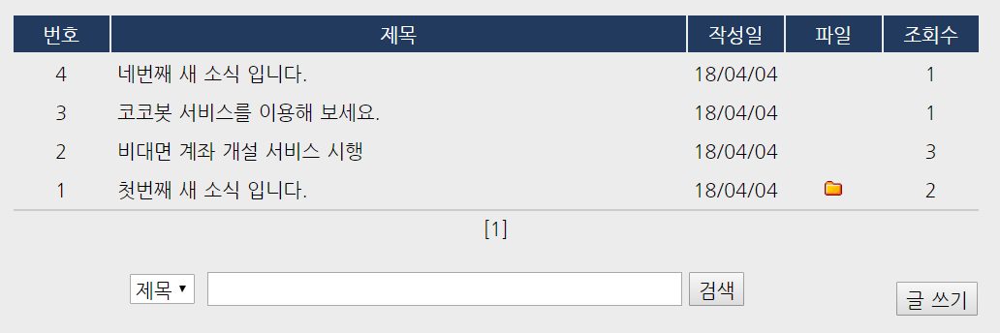 번호 제목 작성일 파일 조회수
4 네번째 새 소식 입니다. 18/04/04 1
3 코코봇 서비스를 이용해 보세요. 18/04/04 1
2 비대면 계좌 개설 서비스 시행 18/04/04 3
1 첫번째 새 소식 입니다. 18/04/04 2
[1]
제목 검색
글 쓰기